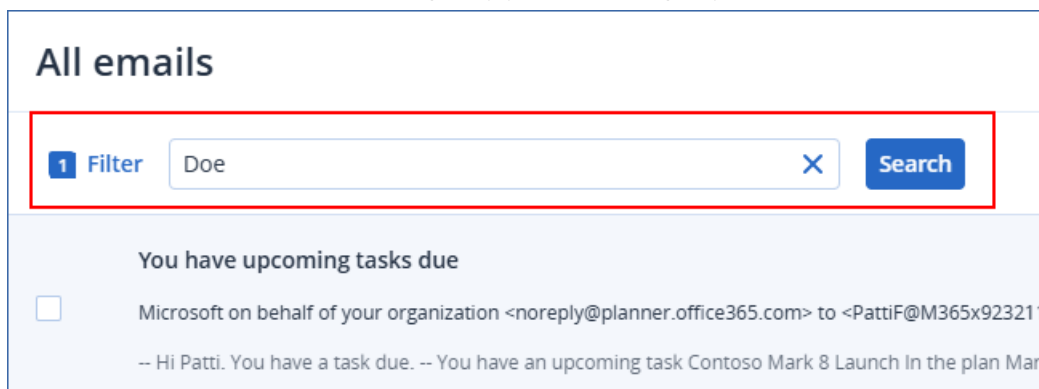 All emails
1 Filter Doe Search
You have upcoming tasks due
Microsoft on behalf of your organization <noreply@planner.office365.com> to <PattiF@M365x92321
-- Hi Patti. You have a task due. -- You have an upcoming task Contoso Mark 8 Launch In the plan Mar